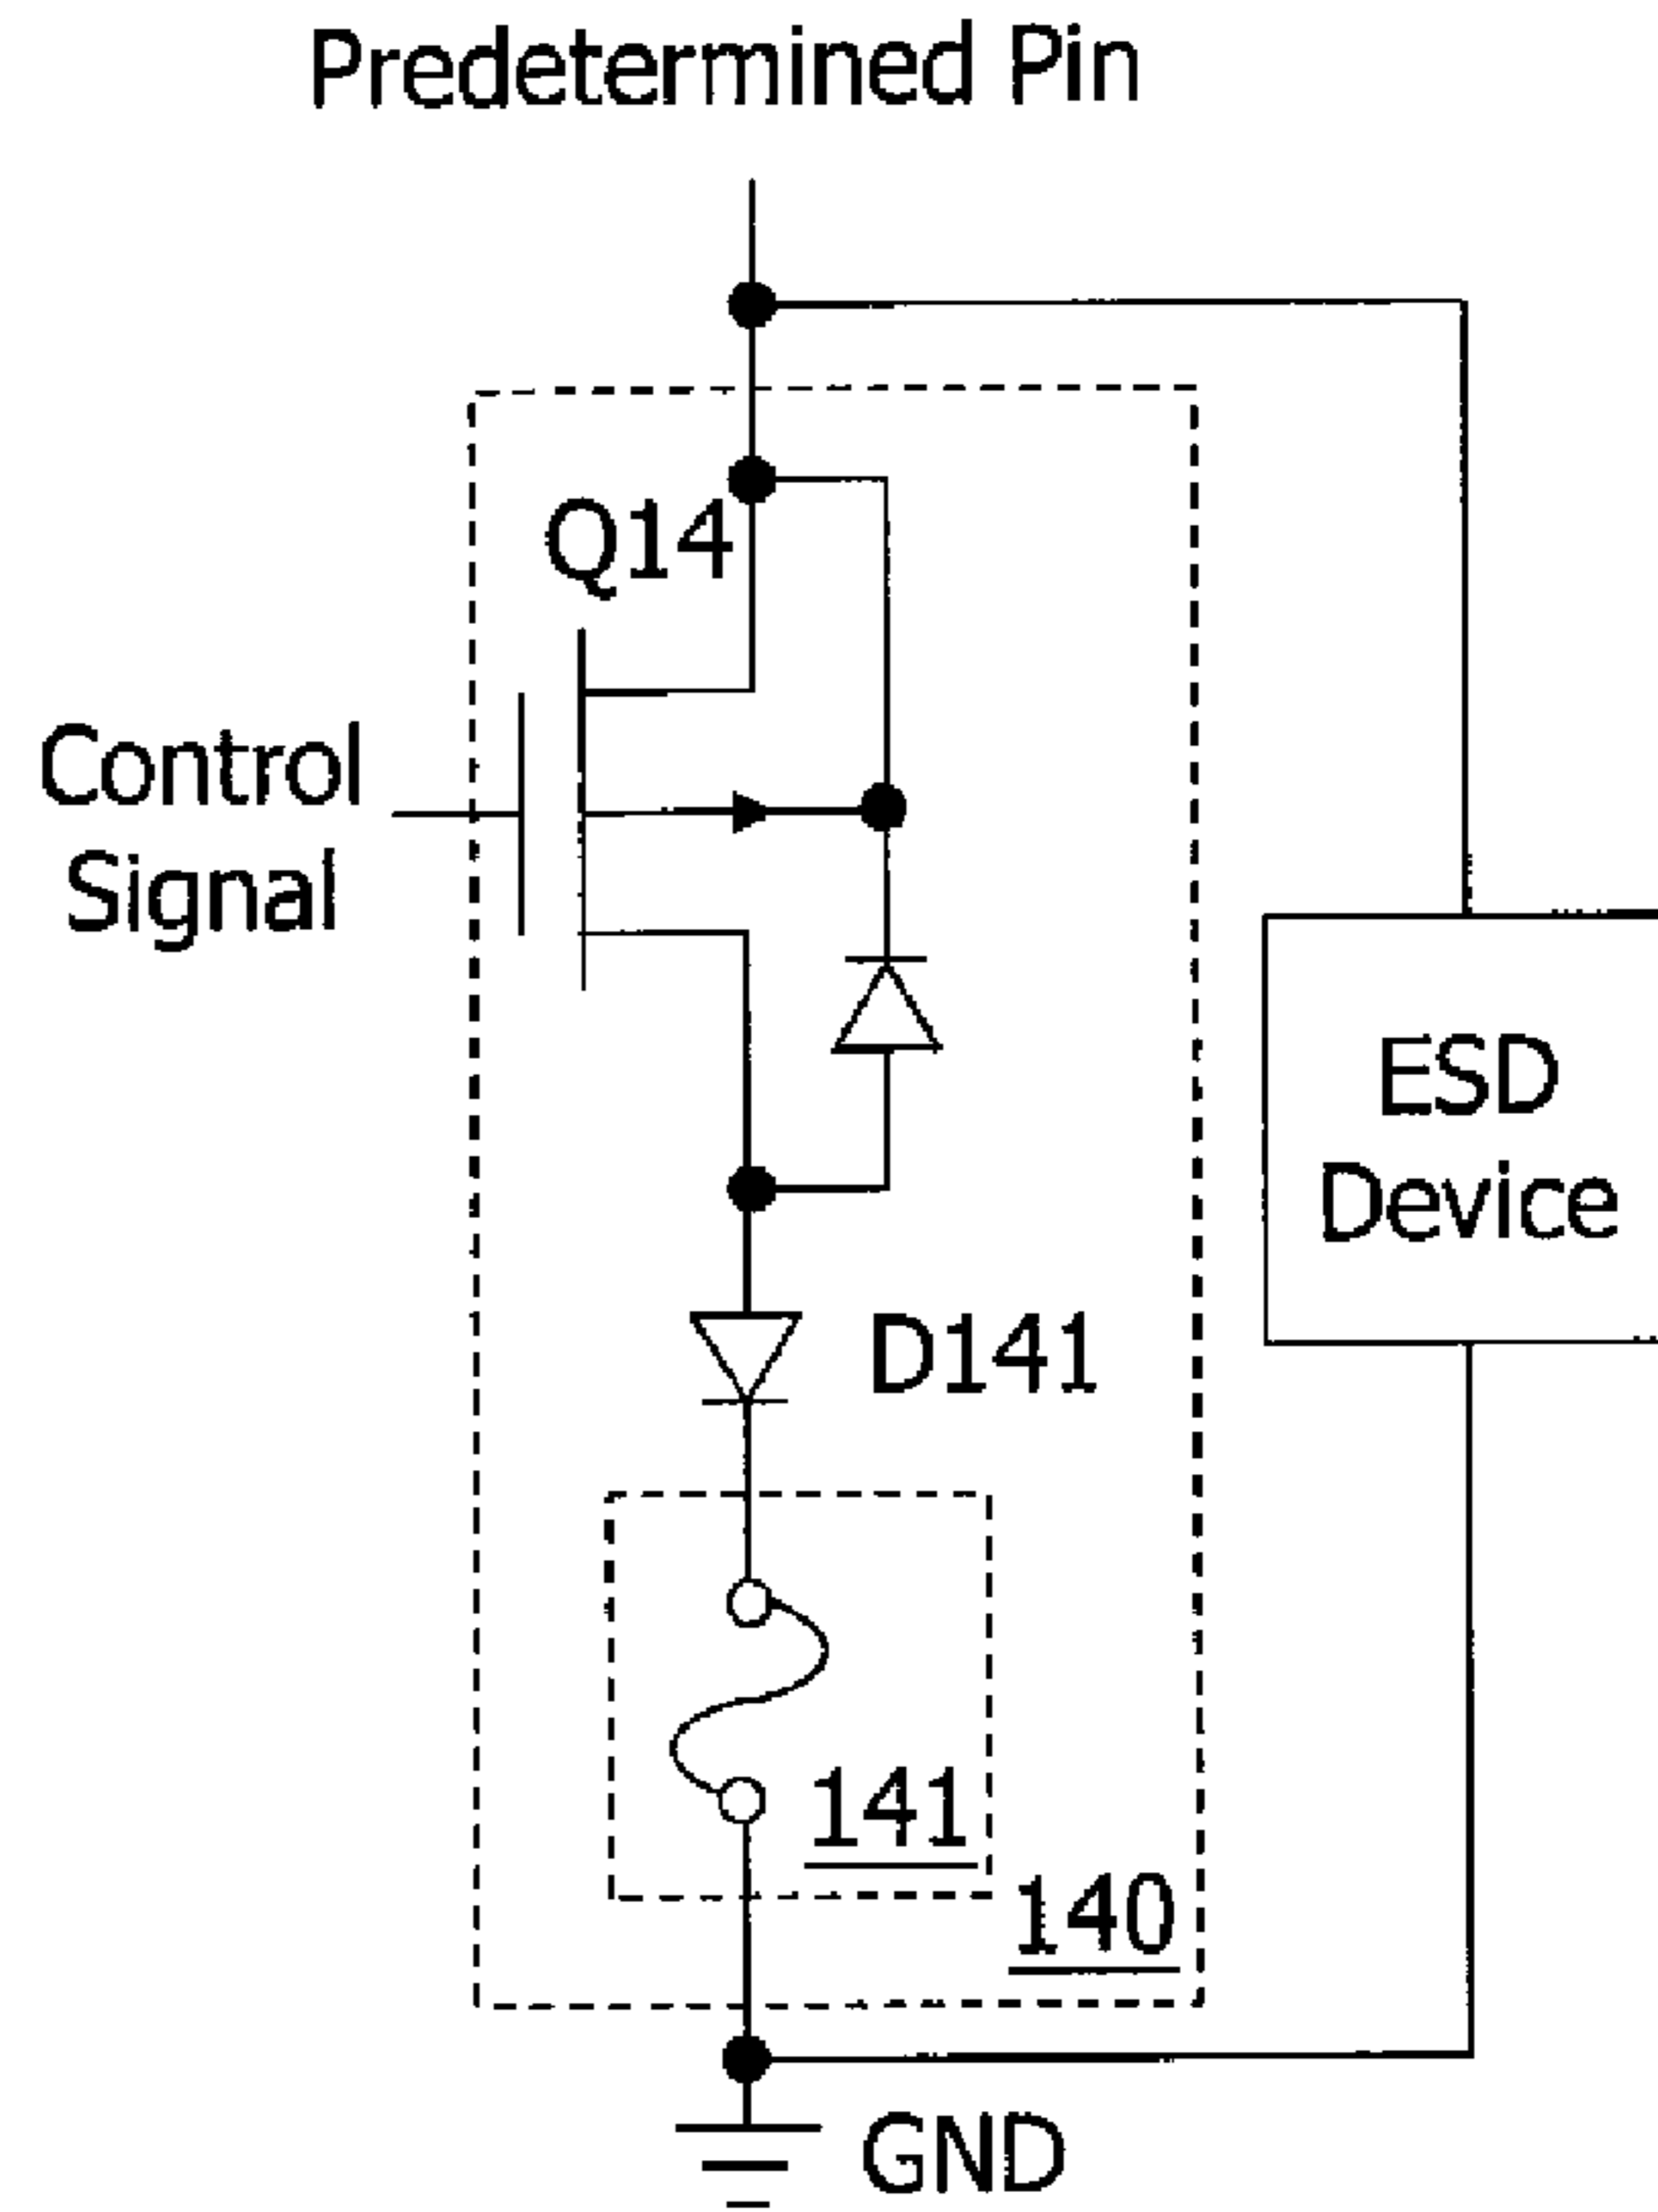 Predetermined Pin
Q14
Control
Signal
ESD
Device
D141
141
140
GND